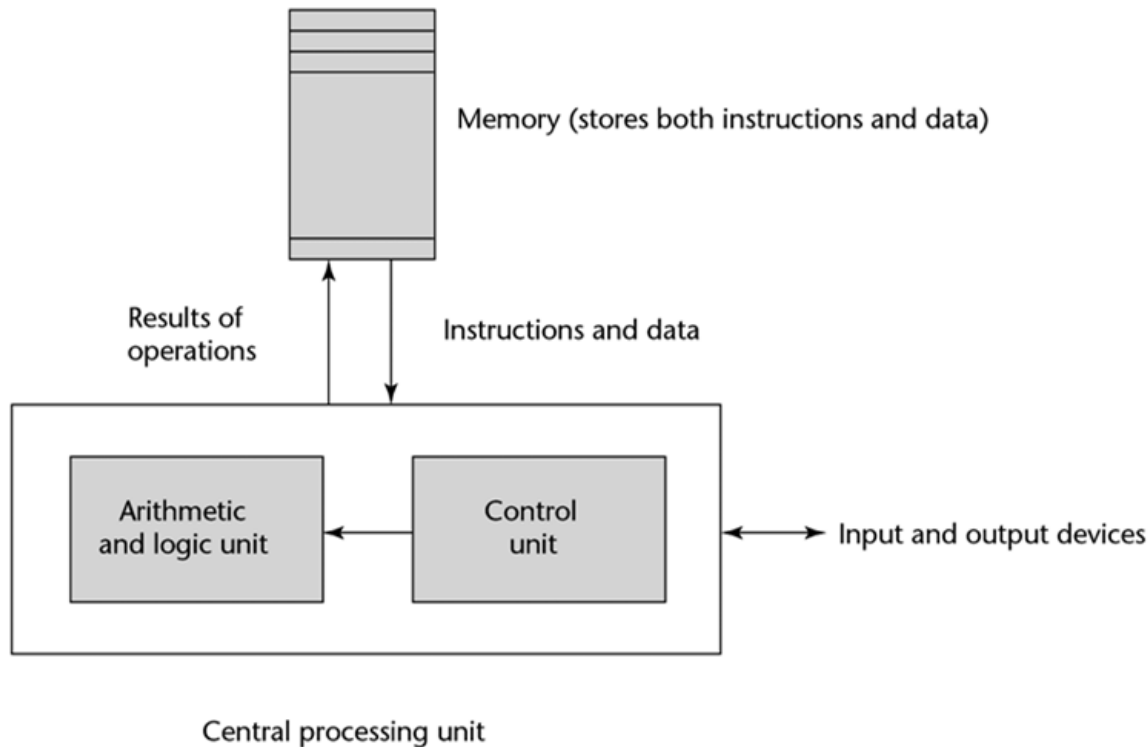 Memory (stores both instructions and data)
Results of
operations
Instructions and data
Arithmetic
and logic unit
Control
unit
Input and output devices
Central processing unit